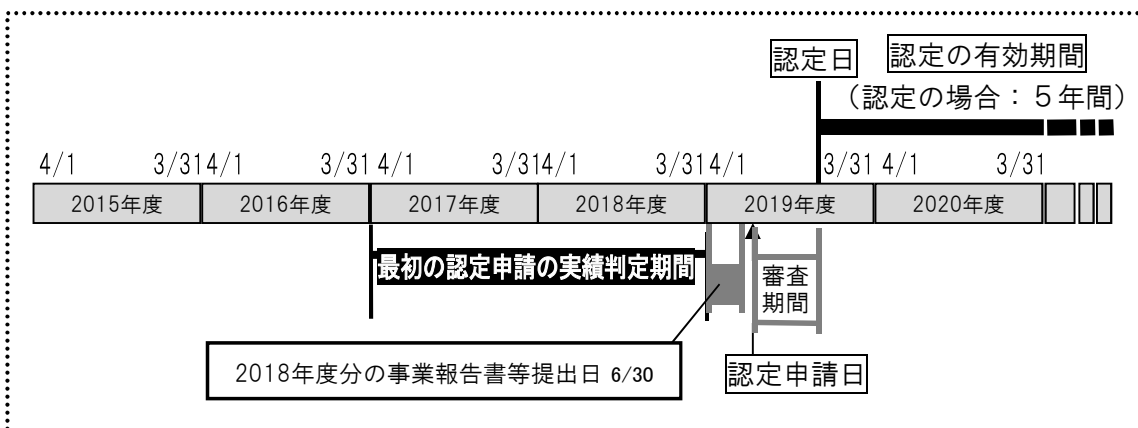 認定日
認定の有効期間
（認定の場合：５年間）
4/1 3/31 4/1 3/31 4/1 3/31 4/1 3/31 4/1 3/31 4/1 3/31
2015年度 2016年度 2017年度 2018年度 2019年度 2020年度
最初の認定申請の実績判定期間
審査
期間
2018年度分の事業報告書等提出日 6/30
認定申請日